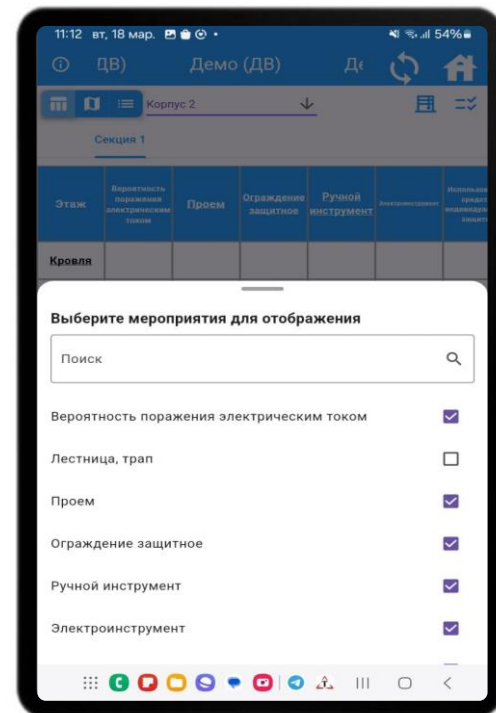 11:12 вт, 18 мар.
54%
ДВ)
Демо (ДВ)
Де
Корпус 2
Секция 1
Этаж
Вероятность
поражения
электрическим
током
Проем
Ограждение
защитное
Ручной
инструмент
Электроинструмент
Кровля
Выберите мероприятия для отображения
Поиск
Вероятность поражения электрическим током
Лестница, трап
Проем
Ограждение защитное
Ручной инструмент
Электроинструмент